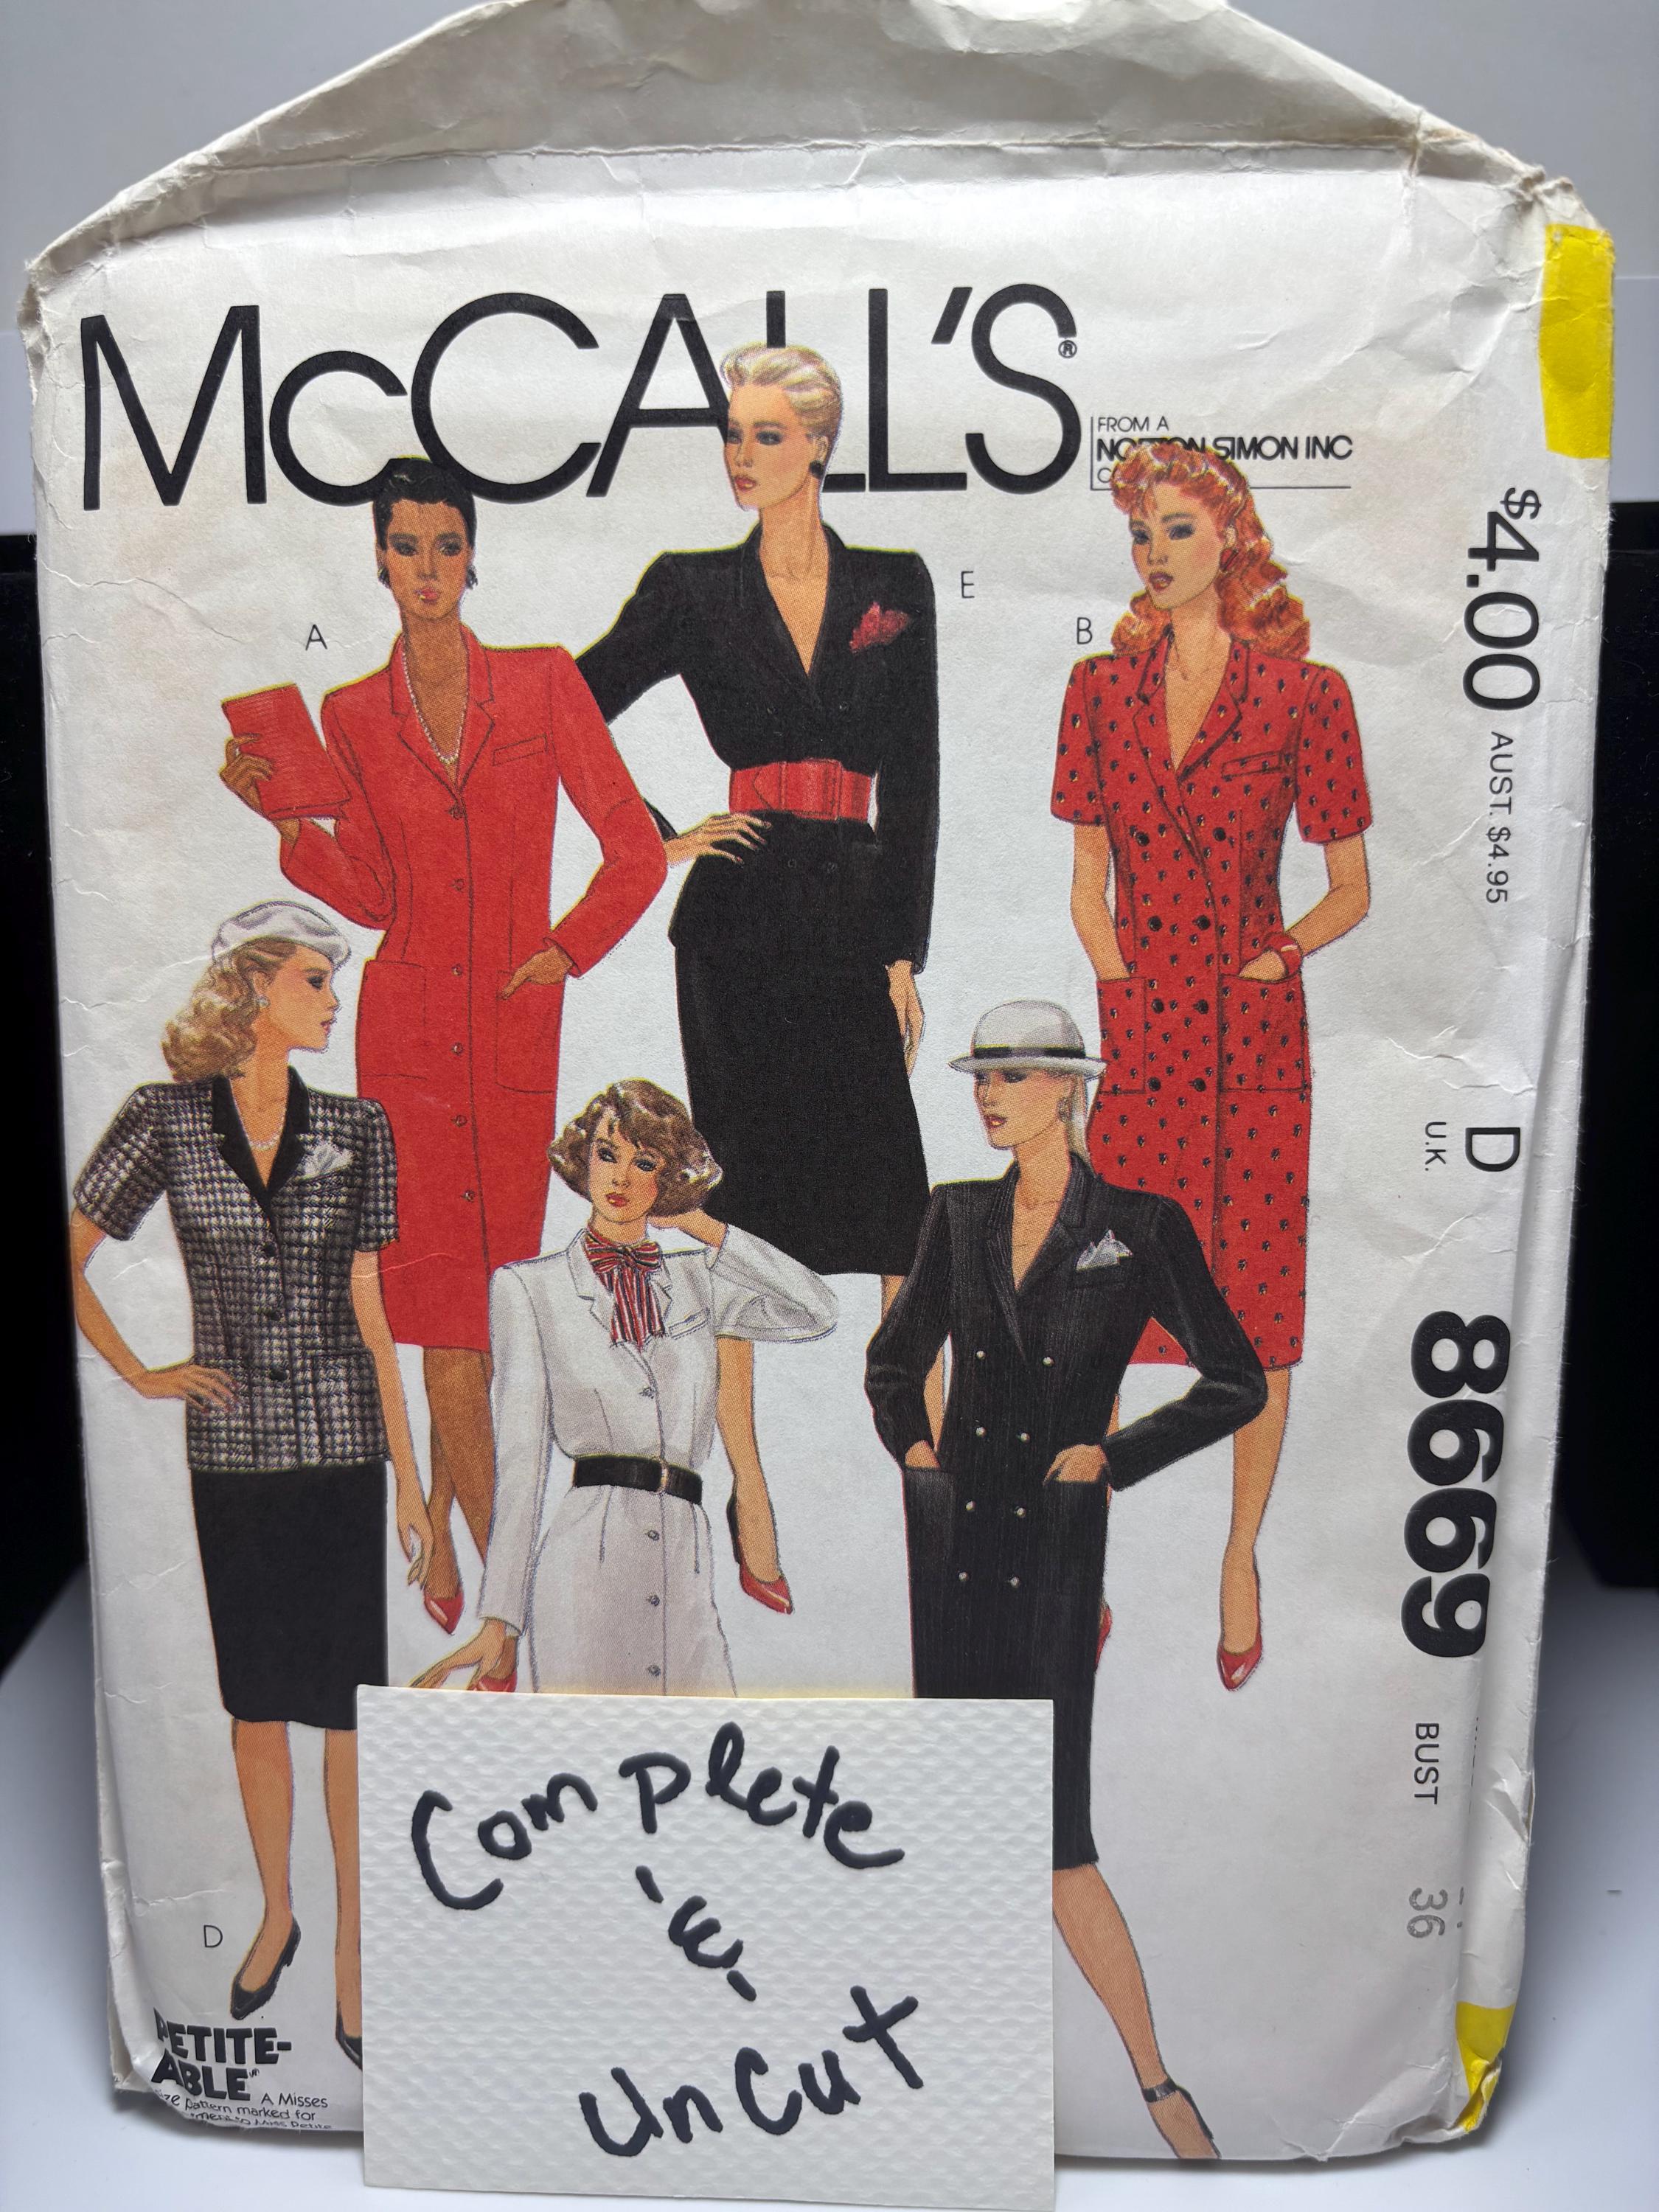 McCALL'S®
FROM A
NORTON SIMON INC
A
E
B
D
$4.00 AUST. $4.95
D
U.K.
8669
BUST
36
PETITE-
ABLE
A Misses
pattern marked for
Complete
-&-
UnCut